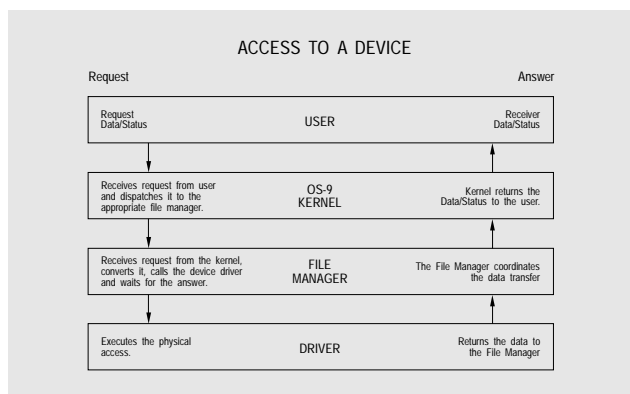 ACCESS TO A DEVICE
Request
Answer
Request
Data/Status
USER
Receiver
Data/Status
Receives request from user
and dispatches it to the
appropriate file manager.
OS-9
KERNEL
Kernel returns the
Data/Status to the user.
Receives request from the kernel,
converts it, calls the device driver
and waits for the answer.
FILE
MANAGER
The File Manager coordinates
the data transfer
Executes the physical
access.
DRIVER
Returns the data to
the File Manager